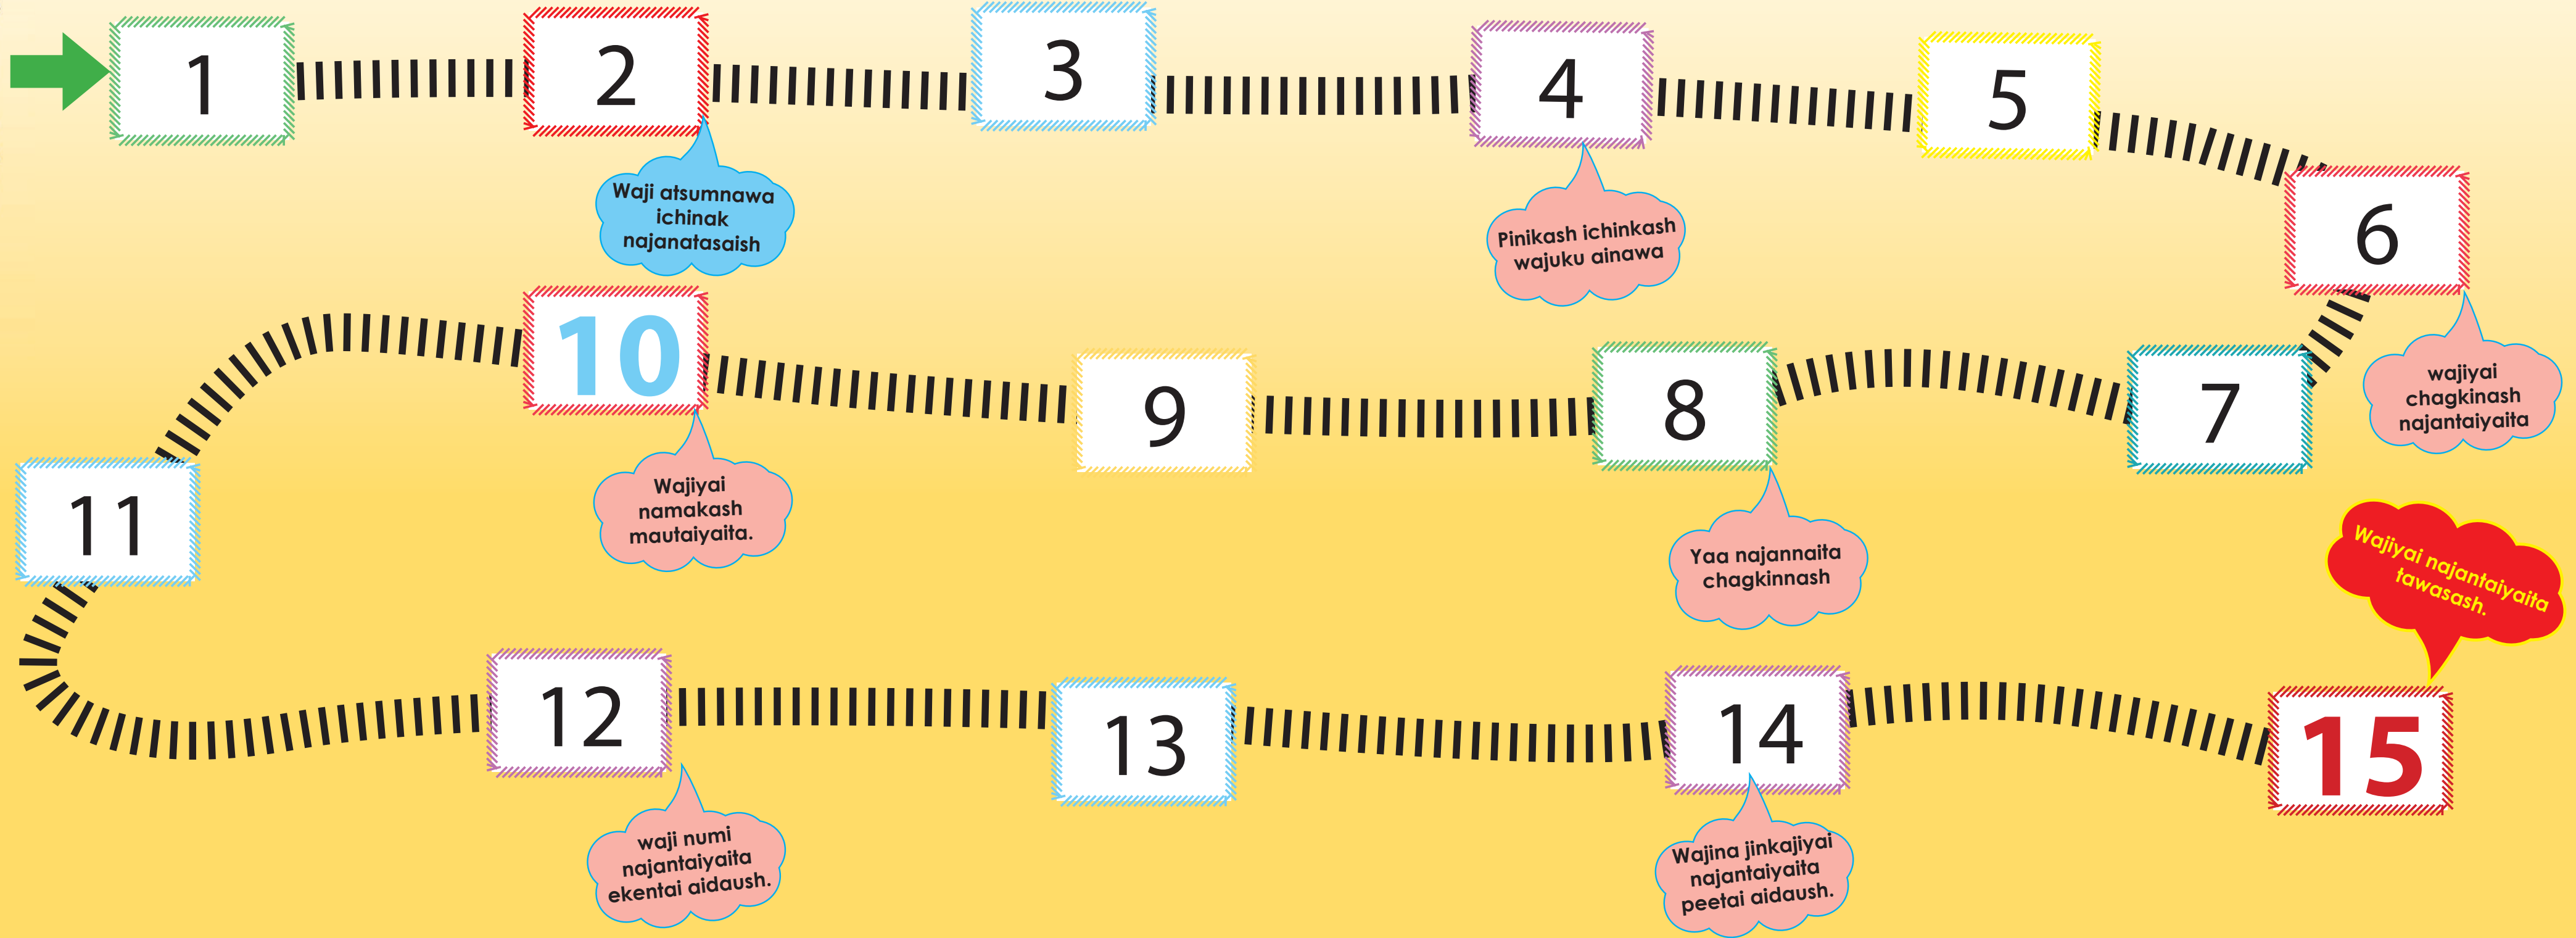 1
2
3
4
5
6
Waji atsumnawa
ichinak
najanatasaish
Pinikash ichinkash
wajuku ainawa
wajiyai
chagkinash
najantaiyaita
7
8
9
10
11
Wajiyai
namakash
mautaiyaita.
Yaa najannaita
chagkinnash
Wajiyai najantaiyaita
tawasash.
12
13
14
15
waji numi
najantaiyaita
ekentai aidaush.
Wajina jinkajiyai
najantaiyaita
peetai aidaush.